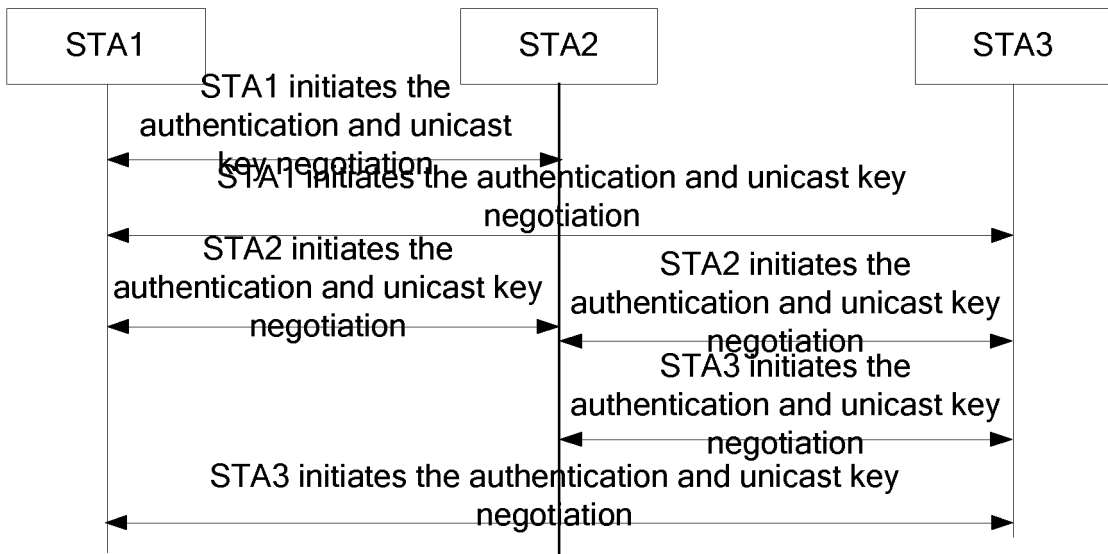 STA1
STA2
STA3
STA1 initiates the
authentication and unicast
key negotiation
STA1 initiates the authentication and unicast key
negotiation
STA2 initiates the
authentication and unicast key
negotiation
STA2 initiates the
authentication and unicast key
negotiation
STA3 initiates the
authentication and unicast key
negotiation
STA3 initiates the authentication and unicast key
negotiation